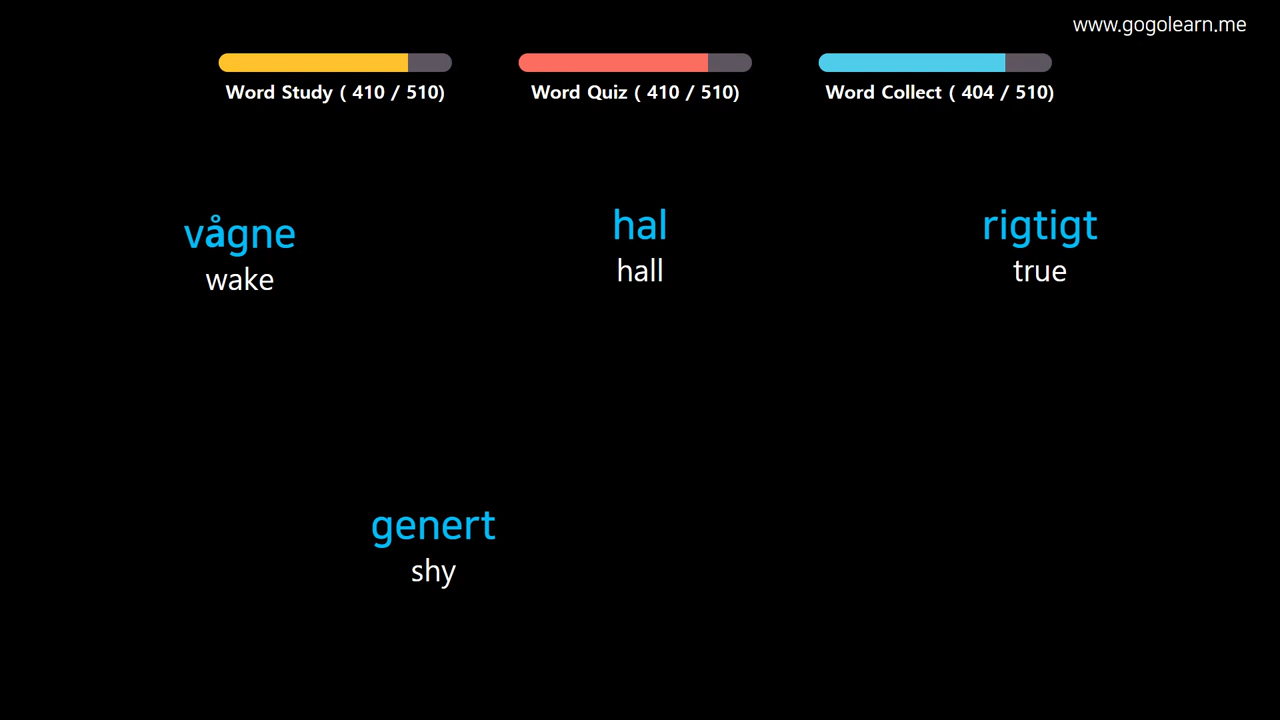 www.gogolearn.me
Word Study ( 410 / 510)
Word Quiz ( 410 / 510)
Word Collect ( 404 / 510)
vågne
wake
hal
hall
rigtigt
true
genert
shy